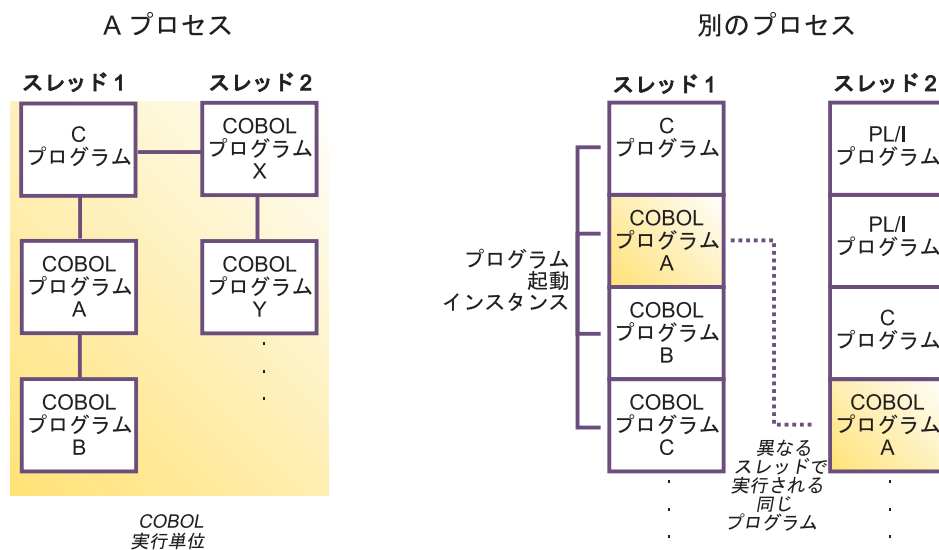 A プロセス
スレッド 1
スレッド 2
C
プログラム
COBOL
プログラム
X
COBOL
プログラム
A
COBOL
プログラム
Y
COBOL
プログラム
B
COBOL
実行単位
別のプロセス
スレッド 1
スレッド 2
プログラム
起動
インスタンス
C
プログラム
COBOL
プログラム
A
COBOL
プログラム
B
COBOL
プログラム
C
PL/I
プログラム
PL/I
プログラム
C
プログラム
COBOL
プログラム
A
異なる
スレッドで
実行される
同じ
プログラム